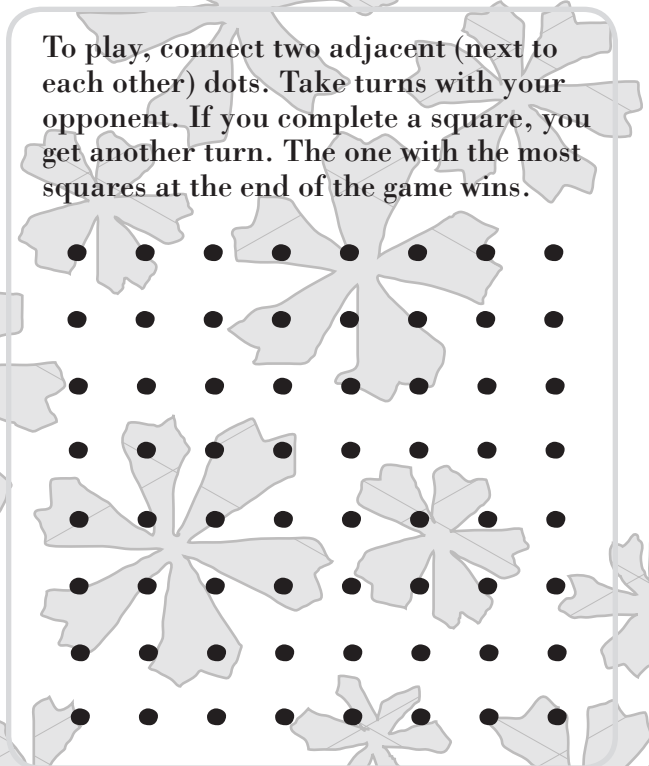 To play, connect two adjacent (next to
each other) dots. Take turns with your
opponent. If you complete a square, you
get another turn. The one with the most
squares at the end of the game wins.